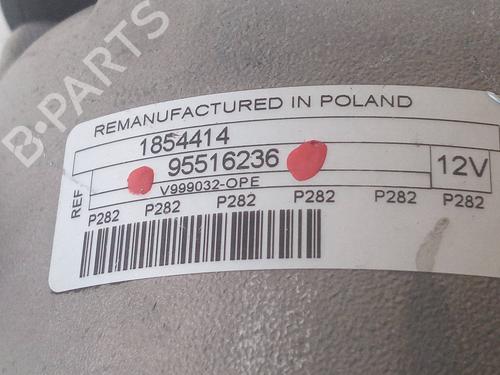 B-PARTS
REMANUFACTURED IN POLAND
1854414
95516236
12V
REF
V999032-OPE
P282 P282 P282 P282 P282 P282